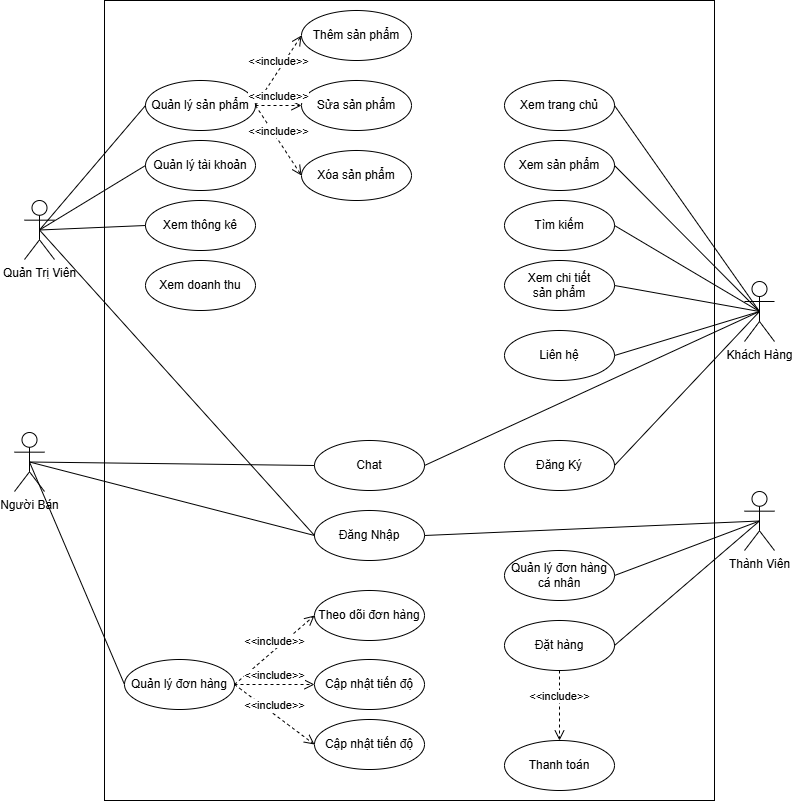 Thêm sản phẩm
<<include>>
Quản lý sản phẩm
<<include>>
Sửa sản phẩm
Xem trang chủ
<<include>>
Quản lý tài khoản
Xóa sản phẩm
Xem sản phẩm
Xem thông kê
Tìm kiếm
Quản Trị Viên
Xem doanh thu
Xem chi tiết
sản phẩm
Liên hệ
Khách Hàng
Chat
Đăng Ký
Người Bán
Đăng Nhập
Thành Viên
Quản lý đơn hàng
cá nhân
Theo dõi đơn hàng
<<include>>
Đặt hàng
Quản lý đơn hàng
<<include>>
Cập nhật tiến độ
<<include>>
<<include>>
Cập nhật tiến độ
Thanh toán